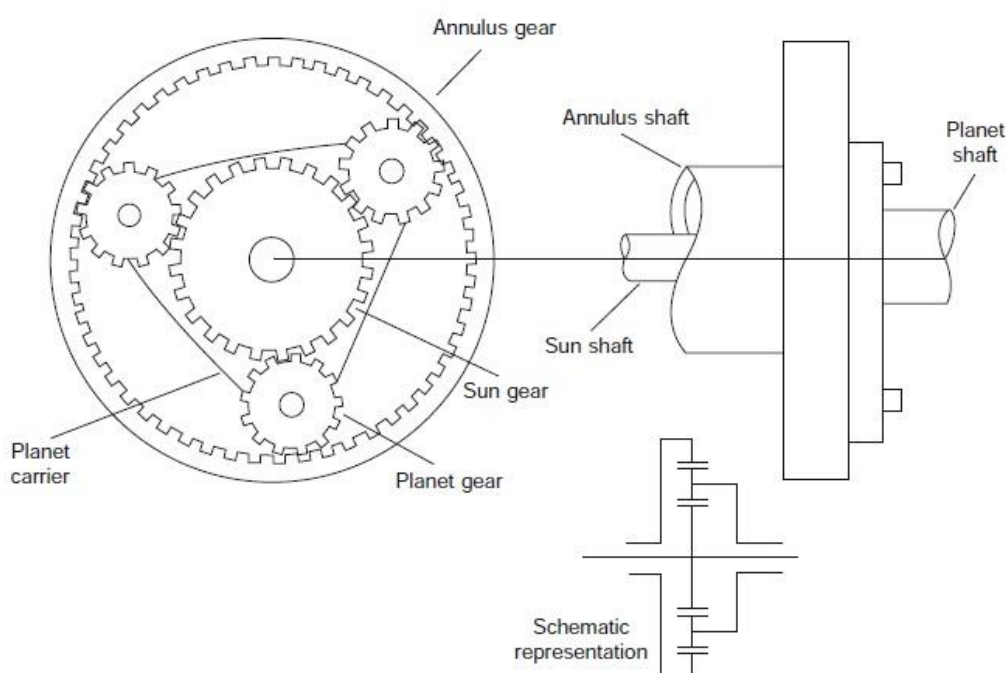 Annulus gear
Annulus shaft
Planet
shaft
Sun shaft
Sun gear
Planet
carrier
Planet gear
Schematic
representation